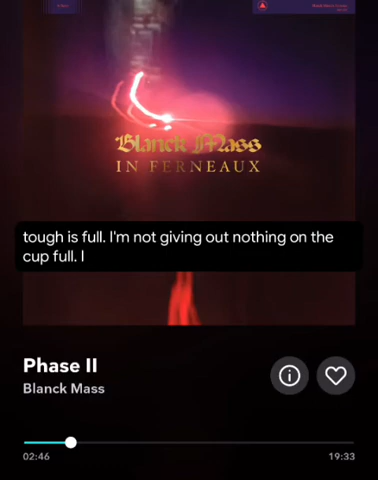 Blanck Mass
IN FERNEAUX
tough is full. I'm not giving out nothing on the
cup full. I
Phase II
Blanck Mass
02:46
19:33